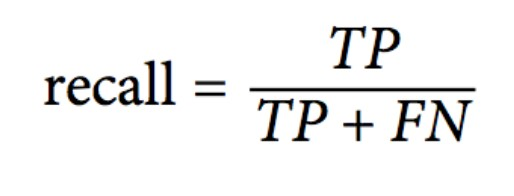 recall = TP / TP + FN